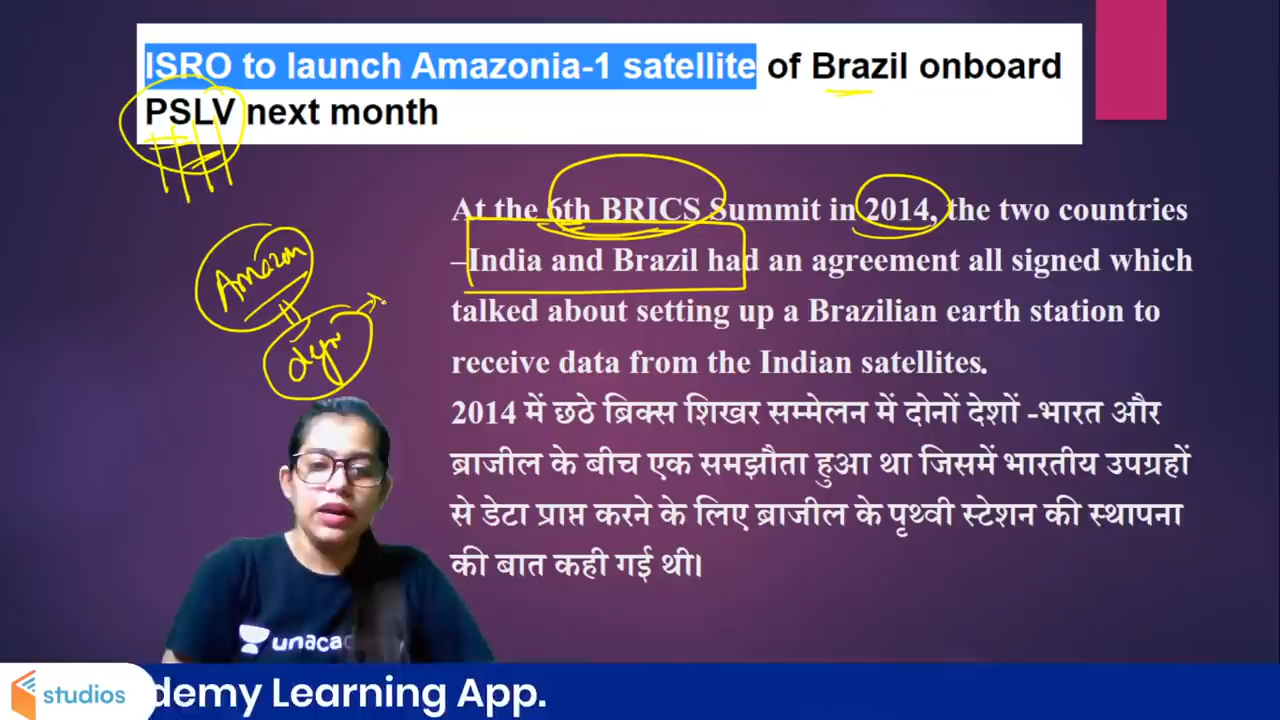 ISRO to launch Amazonia-1 satellite of Brazil onboard
PSLV next month
At the 6th BRICS Summit in 2014, the two countries
–India and Brazil had an agreement all signed which
talked about setting up a Brazilian earth station to
receive data from the Indian satellites.
2014 में छठे ब्रिक्स शिखर सम्मेलन में दोनों देशों -भारत और
ब्राजील के बीच एक समझौता हुआ था जिसमें भारतीय उपग्रहों
से डेटा प्राप्त करने के लिए ब्राजील के पृथ्वी स्टेशन की स्थापना
की बात कही गई थी।
Amazon
unaca
studios
demy Learning App.